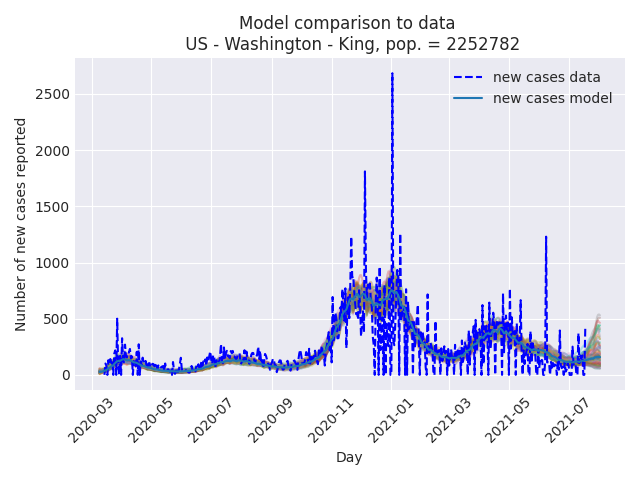 Model comparison to data
US - Washington - King, pop. = 2252782
new cases data
new cases model
Number of new cases reported
2500
2000
1500
1000
500
0
2020-03
2020-05
2020-07
2020-09
2020-11
2021-01
2021-03
2021-05
2021-07
Day